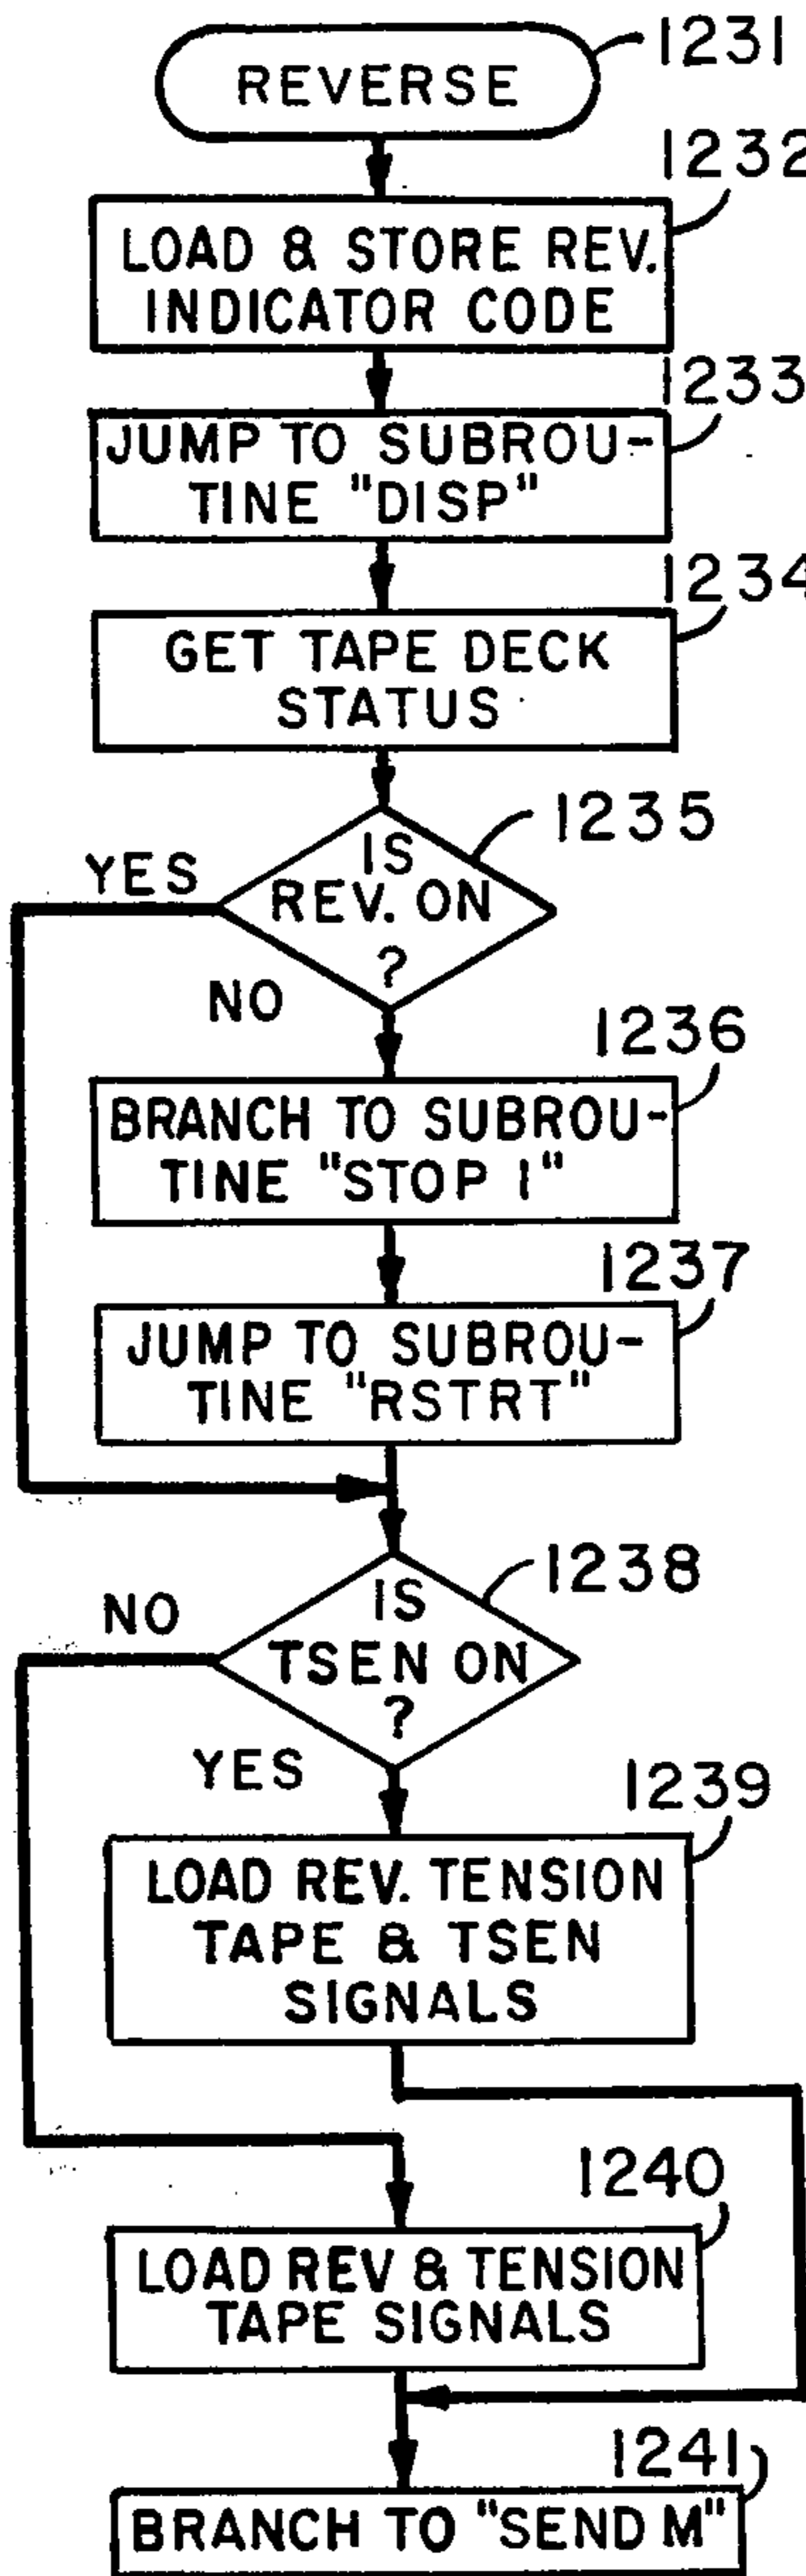 1231
REVERSE
1232
LOAD & STORE REV.
INDICATOR CODE
1233
JUMP TO SUBROU-
TINE "DISP"
1234
GET TAPE DECK
STATUS
1235
IS
REV. ON
?
YES
NO
1236
BRANCH TO SUBROU-
TINE "STOP 1"
1237
JUMP TO SUBROU-
TINE "RSTRT"
1238
IS
TSEN ON
?
NO
YES
1239
LOAD REV. TENSION
TAPE & TSEN
SIGNALS
1240
LOAD REV & TENSION
TAPE SIGNALS
1241
BRANCH TO "SEND M"